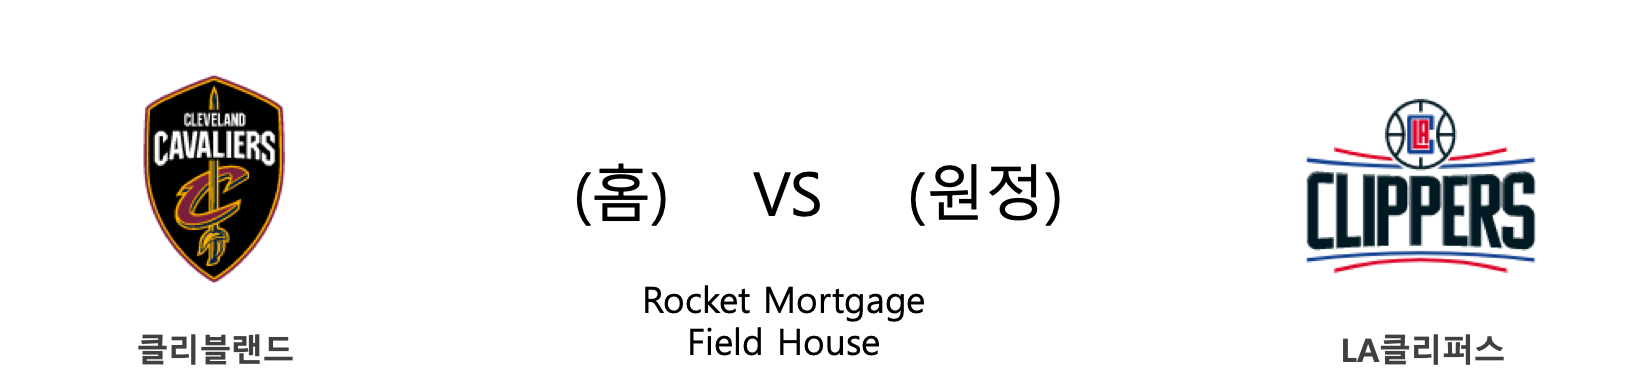 CLEVELAND
CAVALIERS
C
클리블랜드
(홈) VS (원정)
Rocket Mortgage
Field House
LA
CLIPPERS
LA클리퍼스